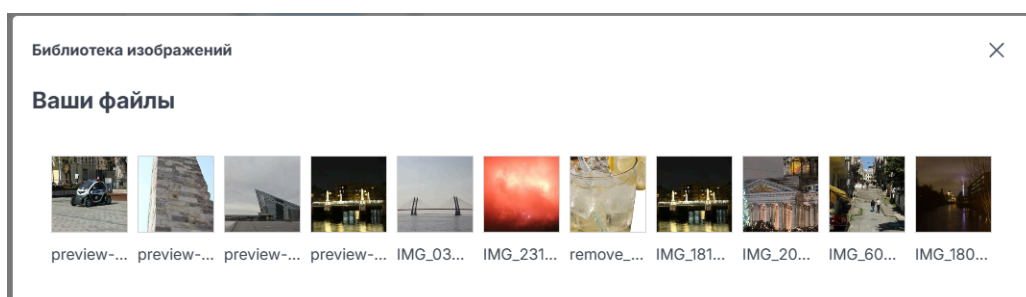 Библиотека изображений
Ваши файлы
preview-... preview-... preview-... preview-... IMG_03... IMG_231... remove_... IMG_181... IMG_20... IMG_60... IMG_180...